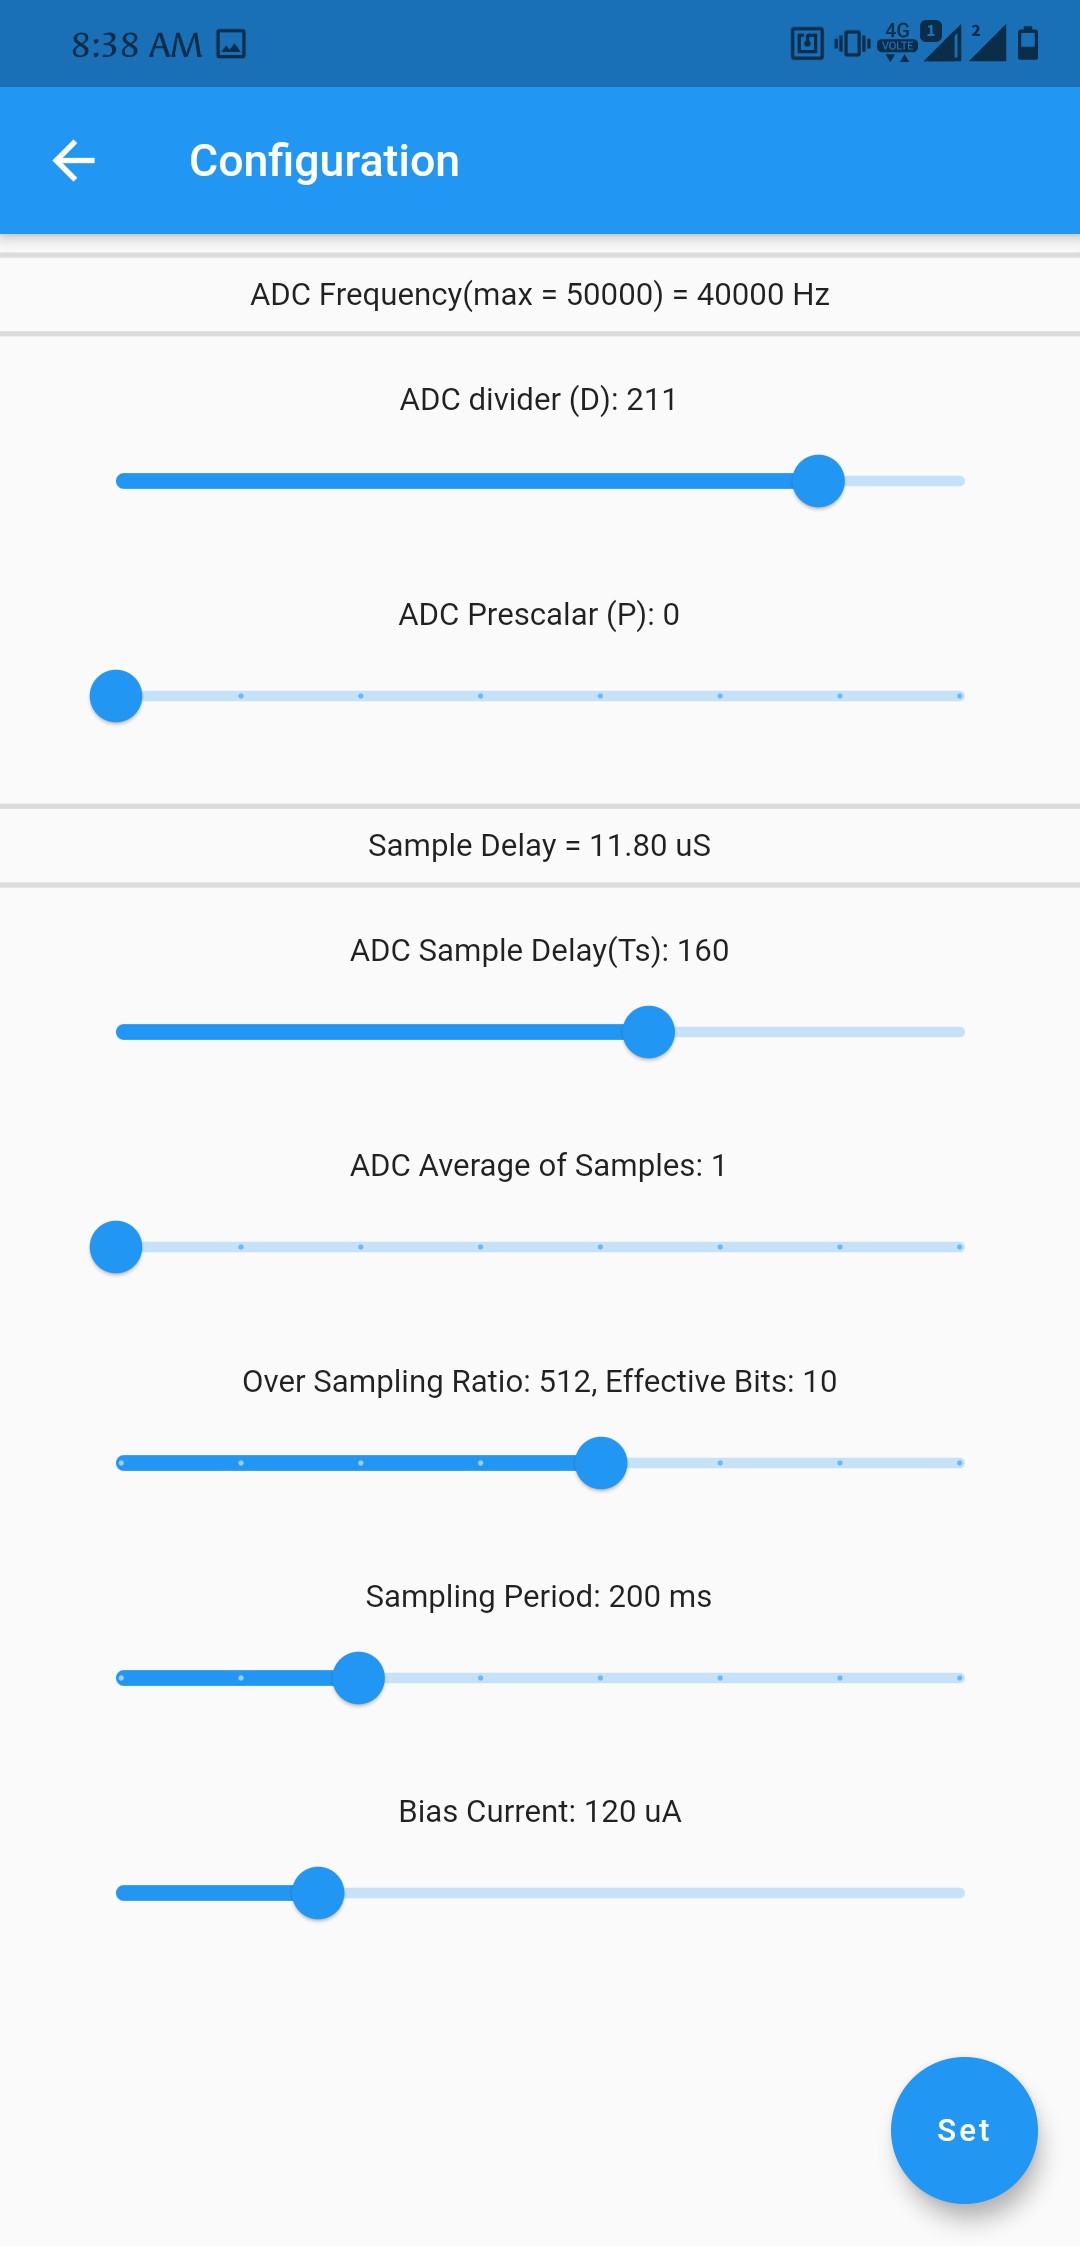 8:38 AM
4G 1 2
VOLTE
Configuration
ADC Frequency(max = 50000) = 40000 Hz
ADC divider (D): 211
ADC Prescalar (P): 0
Sample Delay = 11.80 uS
ADC Sample Delay(Ts): 160
ADC Average of Samples: 1
Over Sampling Ratio: 512, Effective Bits: 10
Sampling Period: 200 ms
Bias Current: 120 uA
Set